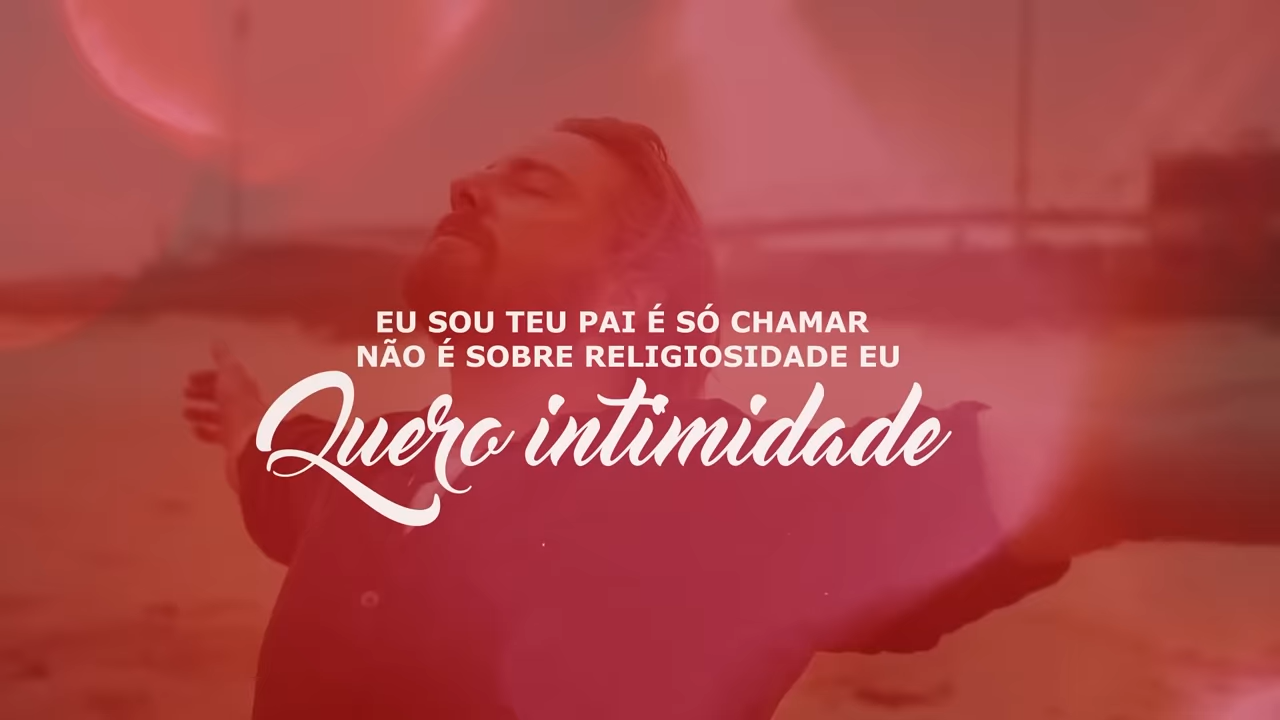 EU SOU TEU PAI É SÓ CHAMAR
NÃO É SOBRE RELIGIOSIDADE EU
Quero intimidade